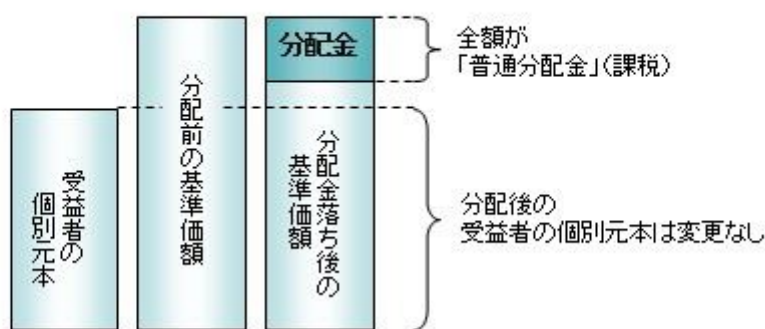 受益者の
個別元本
分配前の基準価額
分配金
分配金落ち後の
基準価額
全額が
「普通分配金」(課税)
分配後の
受益者の個別元本は変更なし